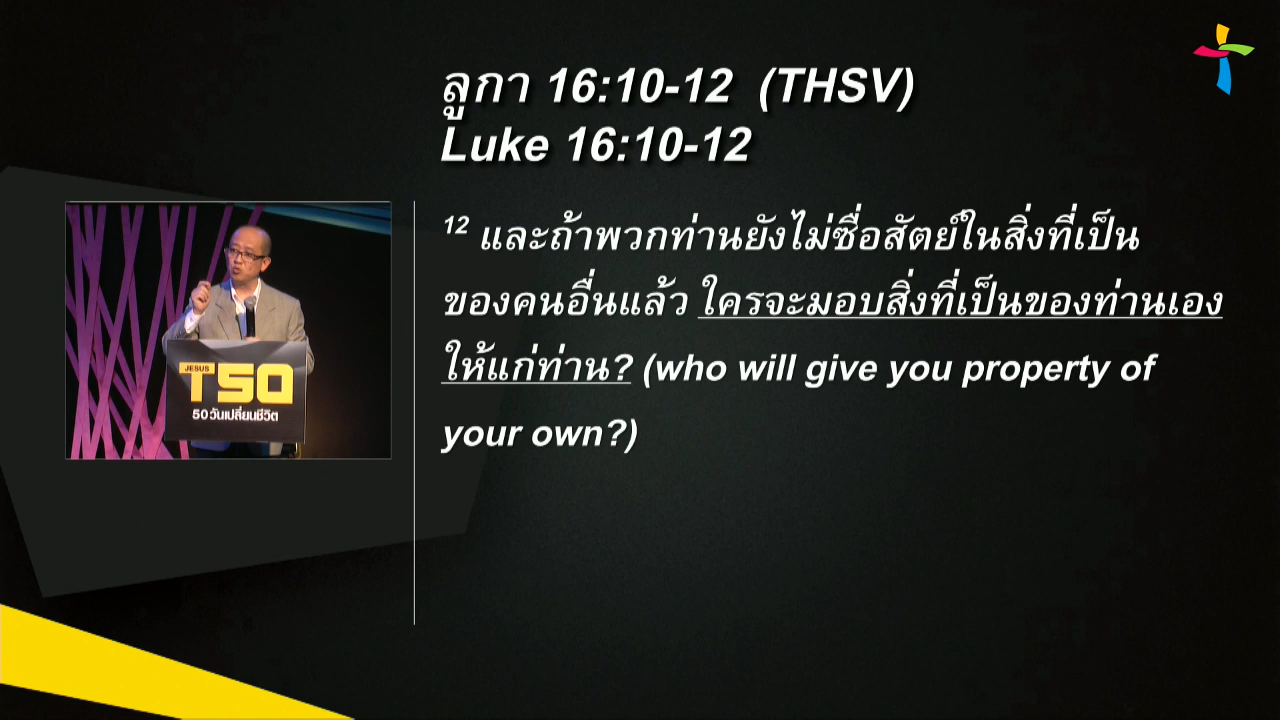 ลูกา 16:10-12 (THSV)
Luke 16:10-12
12 และถ้าพวกท่านยังไม่ซื่อสัตย์ในสิ่งที่เป็น
ของคนอื่นแล้ว ใครจะมอบสิ่งที่เป็นของท่านเอง
ให้แก่ท่าน? (who will give you property of
your own?)
JESUS
T50
50 วันเปลี่ยนชีวิต